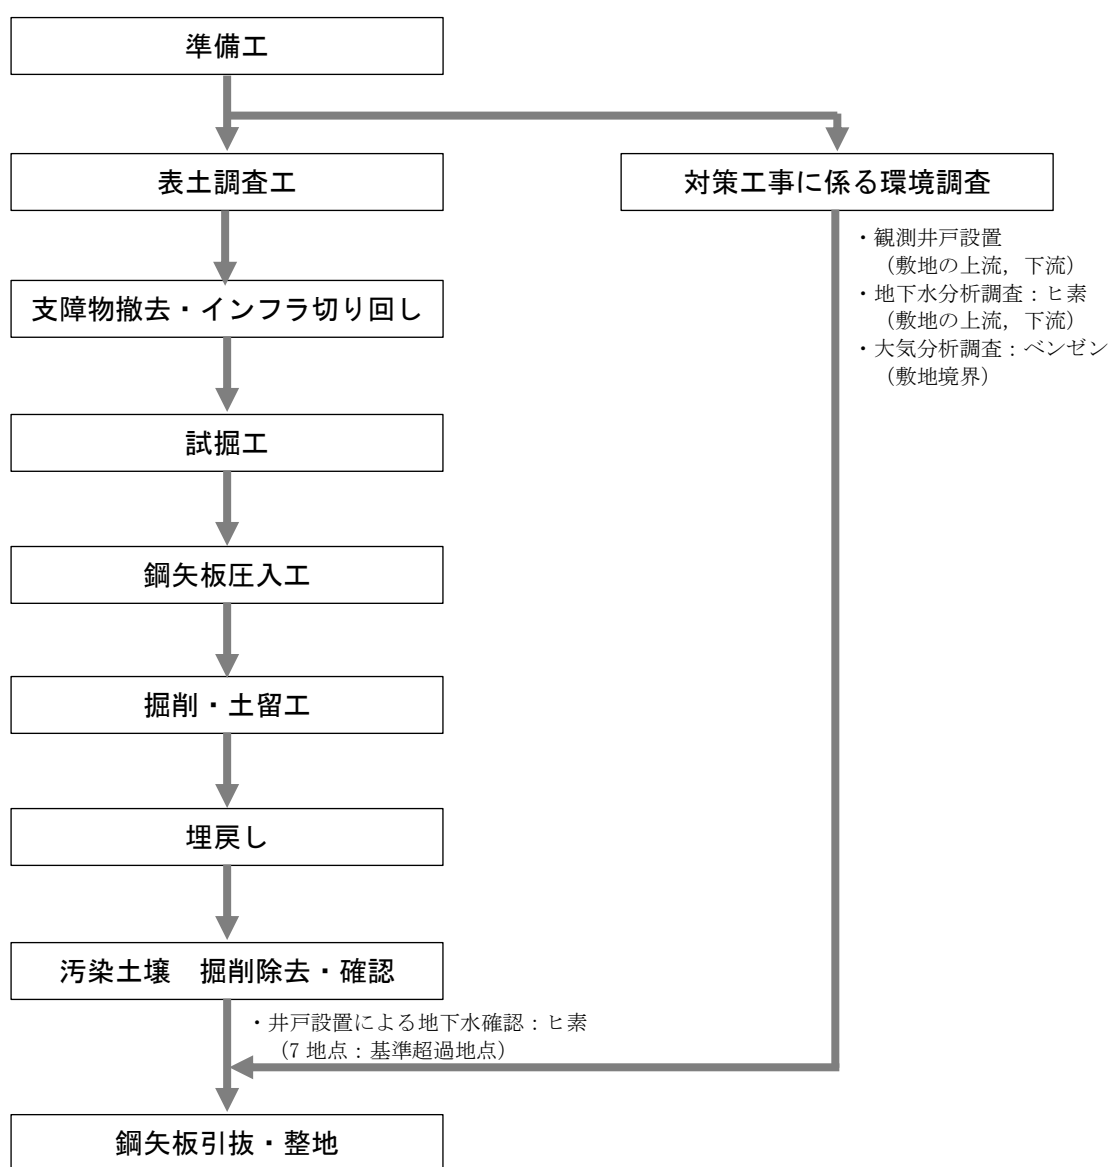 準備工
表土調査工
対策工事に係る環境調査
・観測井戸設置
（敷地の上流，下流）
・地下水分析調査：ヒ素
（敷地の上流，下流）
・大気分析調査：ベンゼン
（敷地境界）
支障物撤去・インフラ切り回し
試掘工
鋼矢板圧入工
掘削・土留工
埋戻し
汚染土壌　掘削除去・確認
・井戸設置による地下水確認：ヒ素
（7 地点：基準超過地点）
鋼矢板引抜・整地